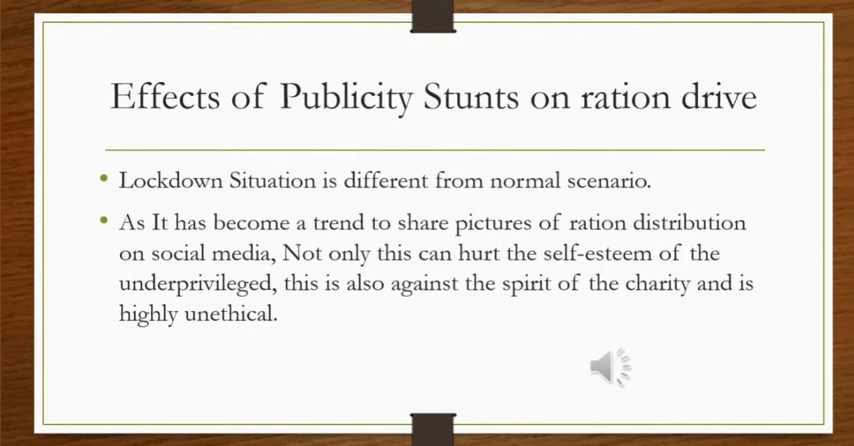 Effects of Publicity Stunts on ration drive
• Lockdown Situation is different from normal scenario.
• As It has become a trend to share pictures of ration distribution
on social media, Not only this can hurt the self-esteem of the
underprivileged, this is also against the spirit of the charity and is
highly unethical.